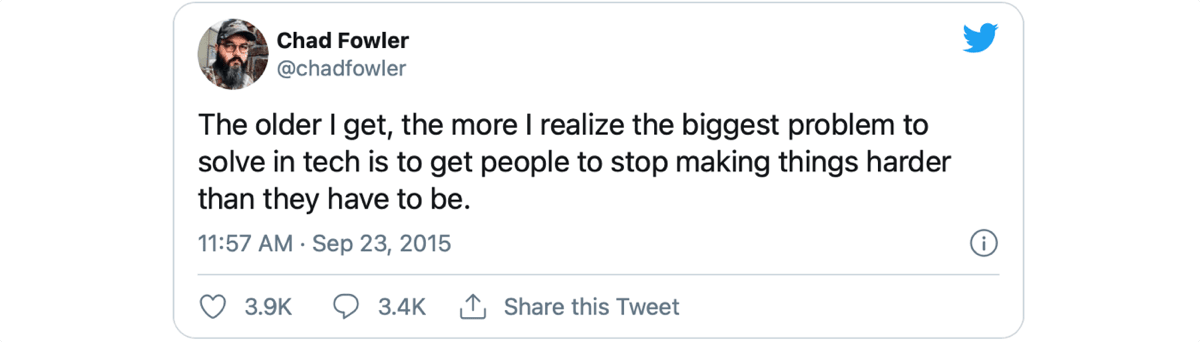 Chad Fowler
@chadfowler
The older I get, the more I realize the biggest problem to
solve in tech is to get people to stop making things harder
than they have to be.
11:57 AM · Sep 23, 2015
3.9K 3.4K Share this Tweet